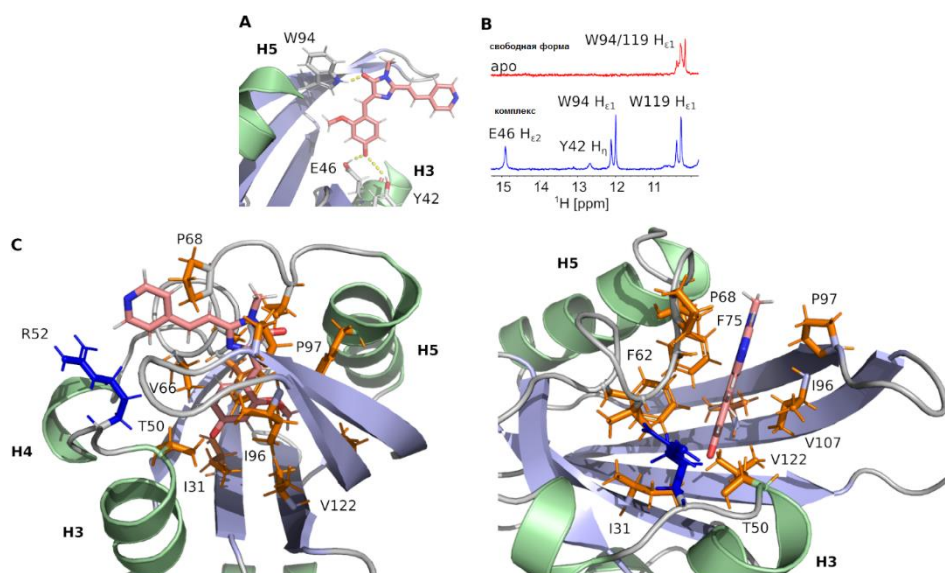 A
W94
H5
E46
H3
Y42
B
свободная форма
W94/119 Hε1
apo
комплекс
W94 Hε1
W119 Hε1
E46 Hε2
Y42 Hη
15
14
13
12
11
¹H [ppm]
C
P68
R52
P97
H5
V66
T50
I96
H4
I31
V122
H3
H5
P68
P97
F75
F62
I96
V107
V122
I31
T50
H3